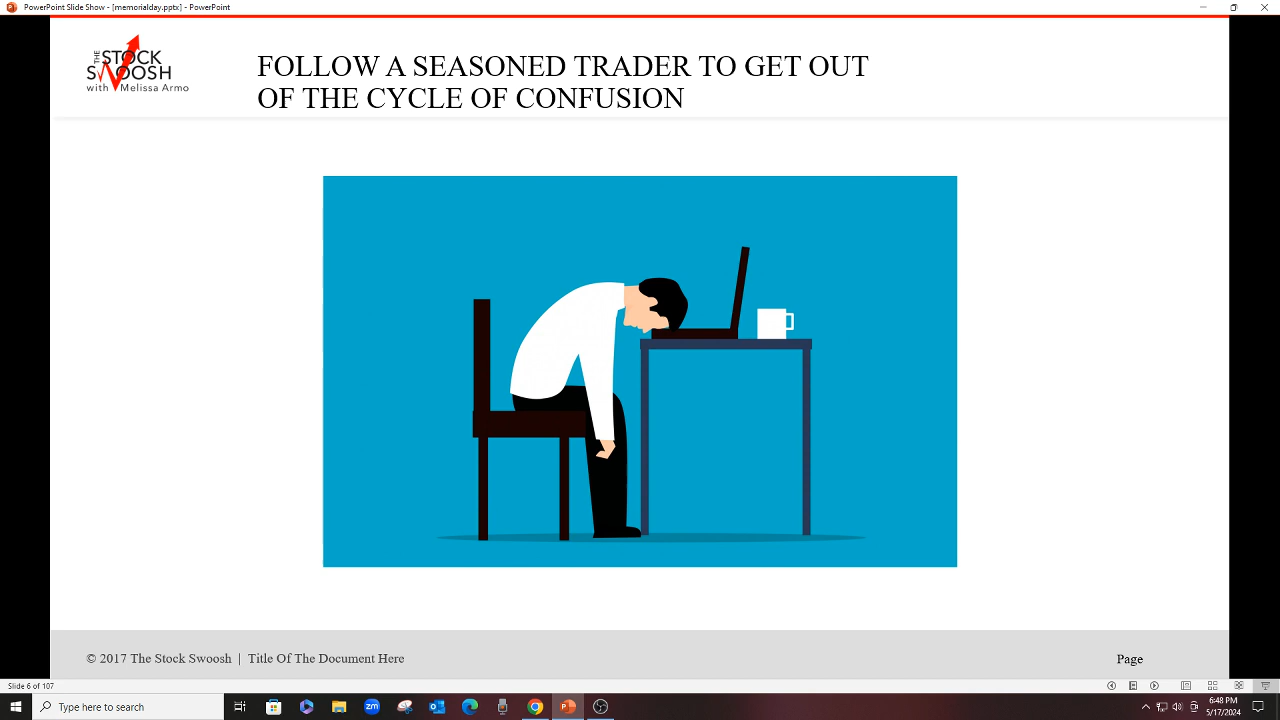 PowerPoint Slide Show - [memorialday.pptx] - PowerPoint
THE STOCK
SWOOSH
with Melissa Armo
FOLLOW A SEASONED TRADER TO GET OUT
OF THE CYCLE OF CONFUSION
© 2017 The Stock Swoosh | Title Of The Document Here
Page
Slide 6 of 107
Type here to search
zm
6:48 PM
5/17/2024